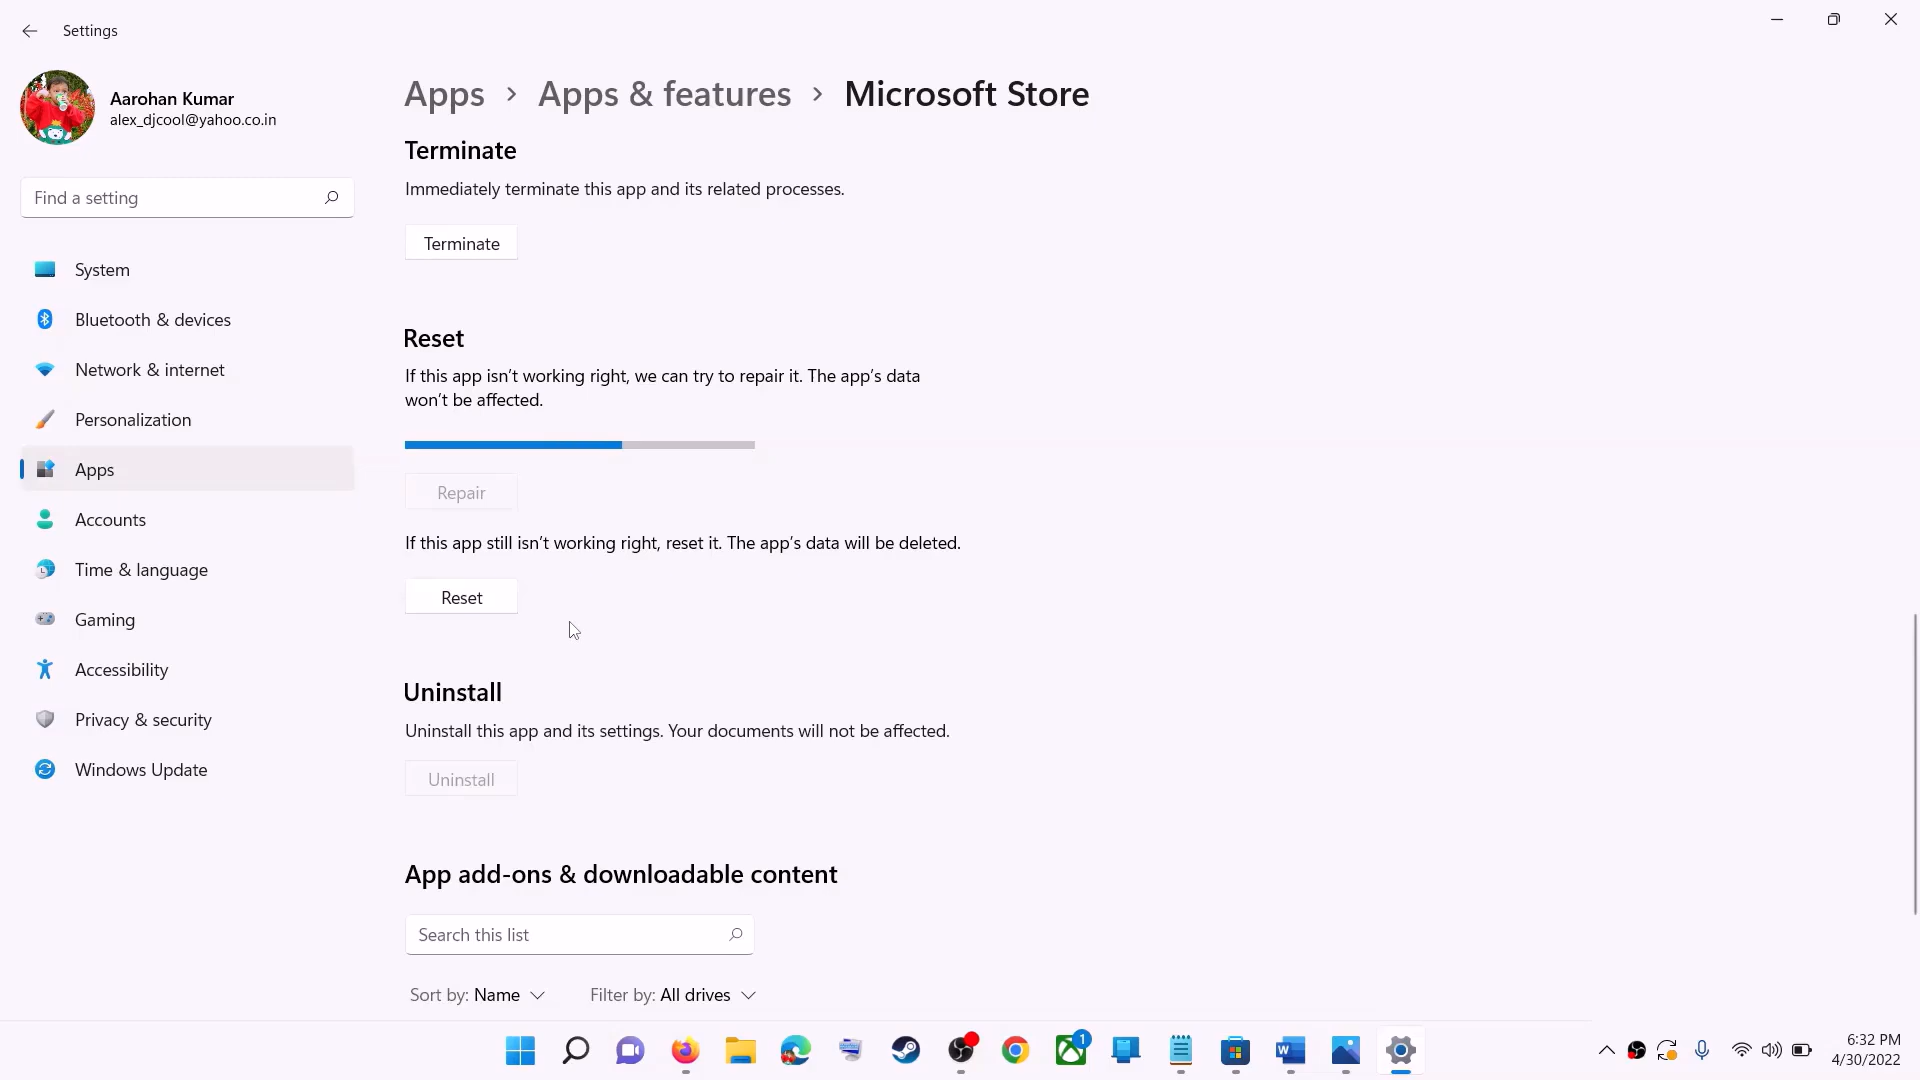 Settings
Aarohan Kumar
alex_djcool@yahoo.co.in
Find a setting
System
Bluetooth & devices
Network & internet
Personalization
Apps
Accounts
Time & language
Gaming
Accessibility
Privacy & security
Windows Update
Apps > Apps & features > Microsoft Store
Terminate
Immediately terminate this app and its related processes.
Terminate
Reset
If this app isn't working right, we can try to repair it. The app's data
won't be affected.
Repair
If this app still isn't working right, reset it. The app's data will be deleted.
Reset
Uninstall
Uninstall this app and its settings. Your documents will not be affected.
Uninstall
App add-ons & downloadable content
Search this list
Sort by: Name Filter by: All drives
1
6:32 PM
4/30/2022